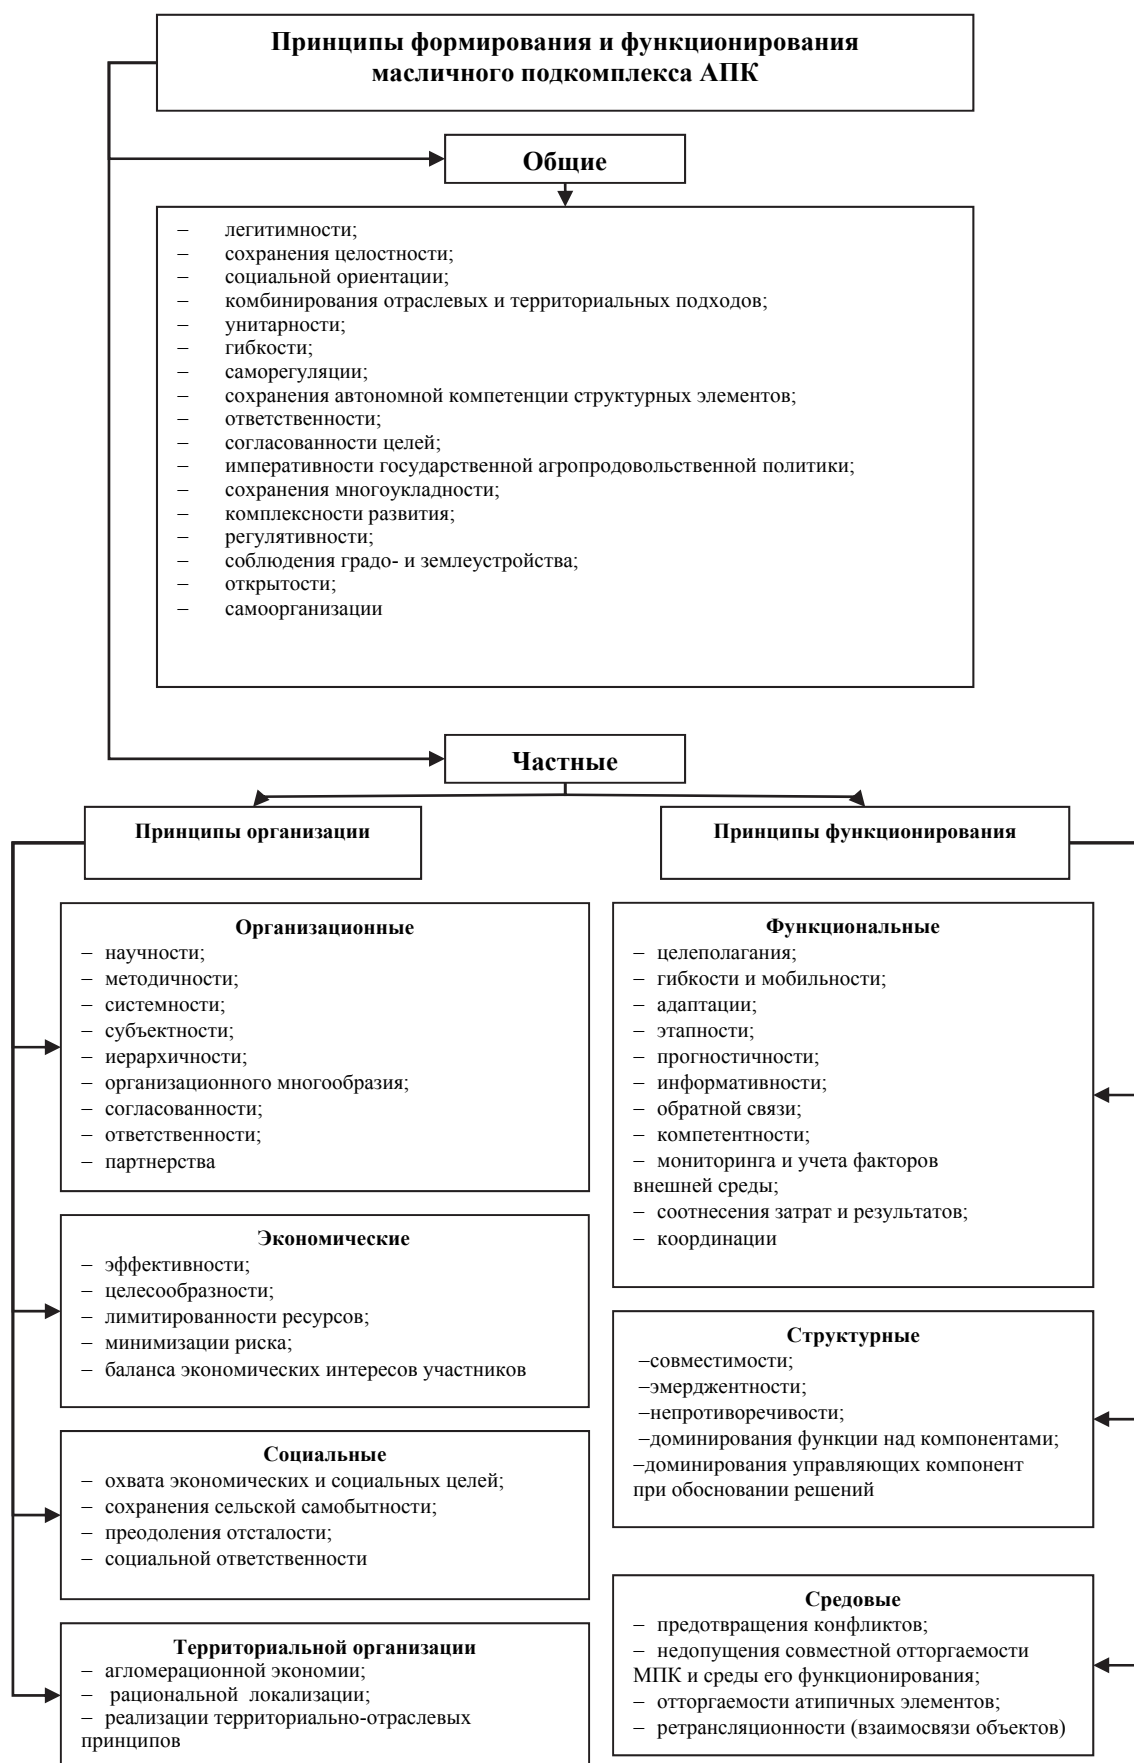 Принципы формирования и функционирования
масличного подкомплекса АПК
Общие
– легитимности;
– сохранения целостности;
– социальной ориентации;
– комбинирования отраслевых и территориальных подходов;
– унитарности;
– гибкости;
– саморегуляции;
– сохранения автономной компетенции структурных элементов;
– ответственности;
– согласованности целей;
– императивности государственной агропродовольственной политики;
– сохранения многоукладности;
– комплексности развития;
– регулятивности;
– соблюдения градо- и землеустройства;
– открытости;
– самоорганизации
Частные
Принципы организации
Принципы функционирования
Организационные
– научности;
– методичности;
– системности;
– субъектности;
– иерархичности;
– организационного многообразия;
– согласованности;
– ответственности;
– партнерства
Экономические
– эффективности;
– целесообразности;
– лимитированности ресурсов;
– минимизации риска;
– баланса экономических интересов участников
Социальные
– охвата экономических и социальных целей;
– сохранения сельской самобытности;
– преодоления отсталости;
– социальной ответственности
Территориальной организации
– агломерационной экономии;
– рациональной локализации;
– реализации территориально-отраслевых
принципов
Функциональные
– целеполагания;
– гибкости и мобильности;
– адаптации;
– этапности;
– прогностичности;
– информативности;
– обратной связи;
– компетентности;
– мониторинга и учета факторов
внешней среды;
– соотнесения затрат и результатов;
– координации
Структурные
–совместимости;
–эмерджентности;
–непротиворечивости;
–доминирования функции над компонентами;
–доминирования управляющих компонент
при обосновании решений
Средовые
– предотвращения конфликтов;
– недопущения совместной отторгаемости
МПК и среды его функционирования;
– отторгаемости атипичных элементов;
– ретрансляционности (взаимосвязи объектов)